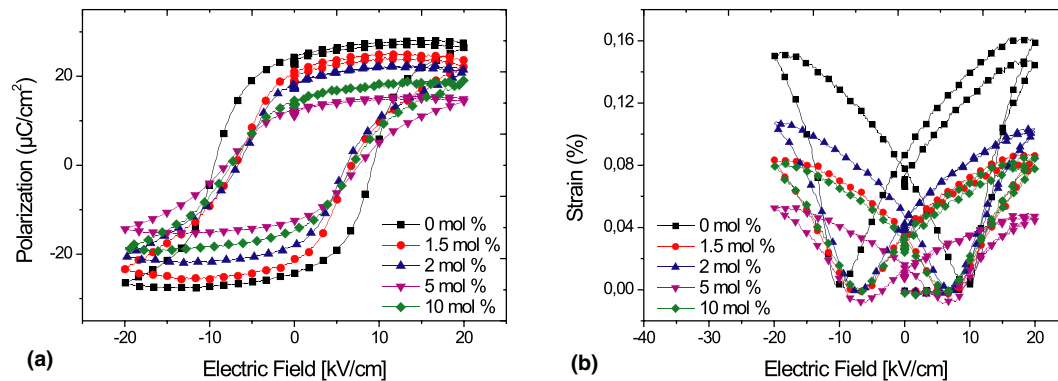 Polarization (µC/cm²)
20
0
-20
0 mol %
1.5 mol %
2 mol %
5 mol %
10 mol %
-20 -10 0 10 20
(a)
Electric Field [kV/cm]
Strain (%)
0,16
0,12
0,08
0,04
0,00
0 mol %
1.5 mol %
2 mol %
5 mol %
10 mol %
-40 -30 -20 -10 0 10 20
(b)
Electric Field [kV/cm]